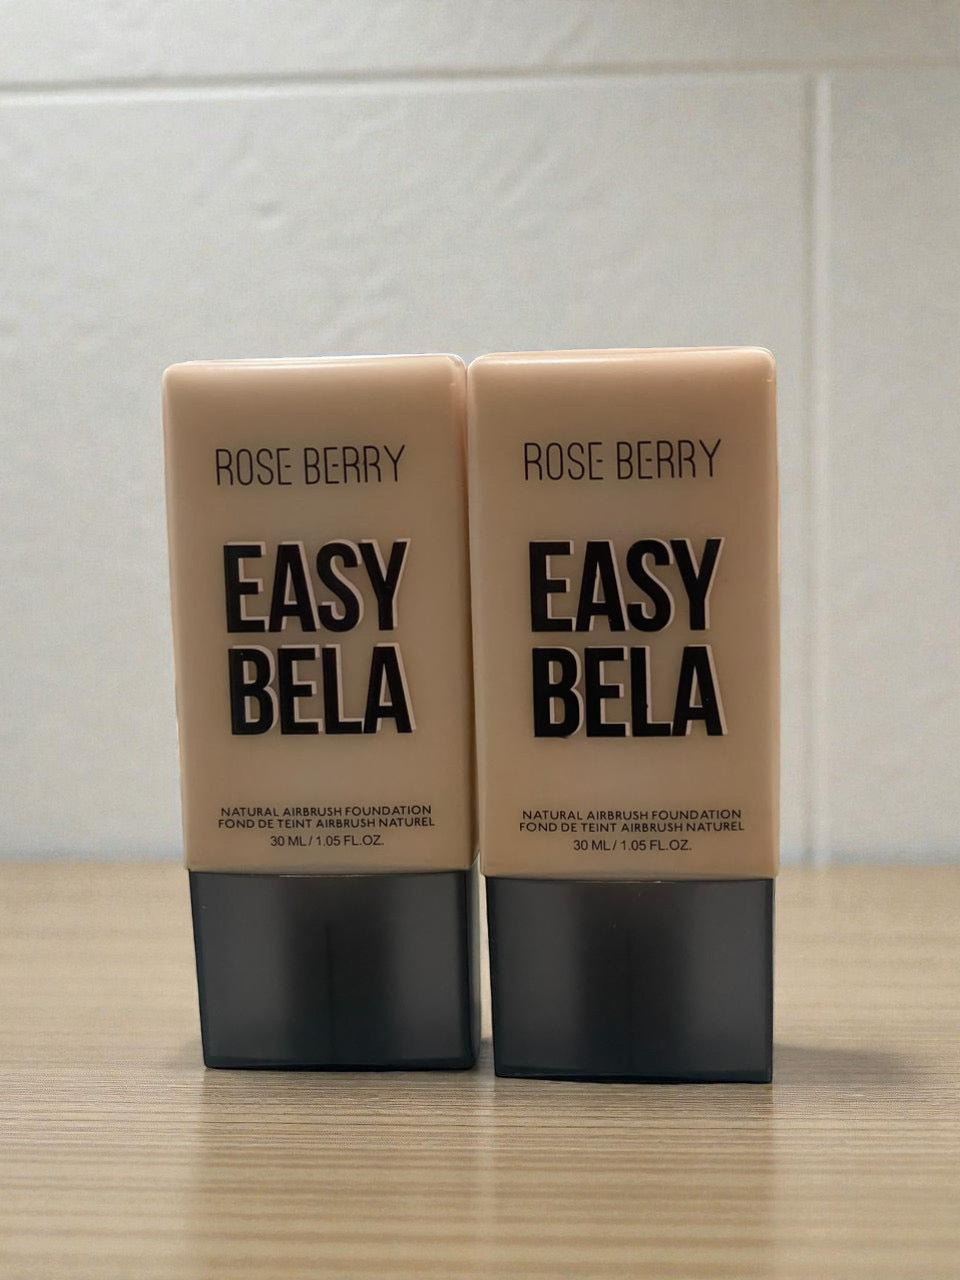 ROSE BERRY
EASY
BELA
NATURAL AIRBRUSH FOUNDATION
FOND DE TEINT AIRBRUSH NATUREL
30 ML / 1.05 FL.OZ.
ROSE BERRY
EASY
BELA
NATURAL AIRBRUSH FOUNDATION
FOND DE TEINT AIRBRUSH NATUREL
30 ML / 1.05 FL.OZ.